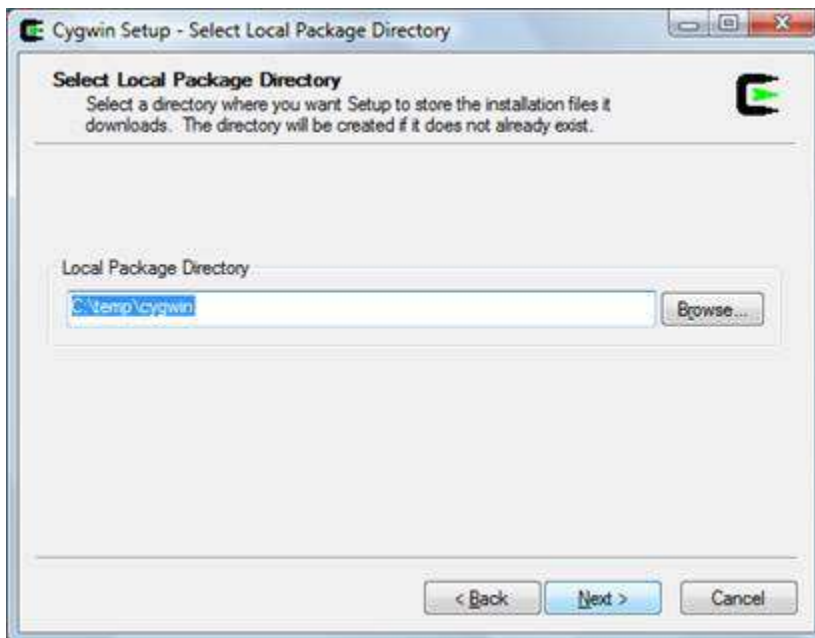 Cygwin Setup - Select Local Package Directory
Select Local Package Directory
Select a directory where you want Setup to store the installation files it
downloads. The directory will be created if it does not already exist.
Local Package Directory
C:\temp\cygwin
Browse...
< Back
Next >
Cancel